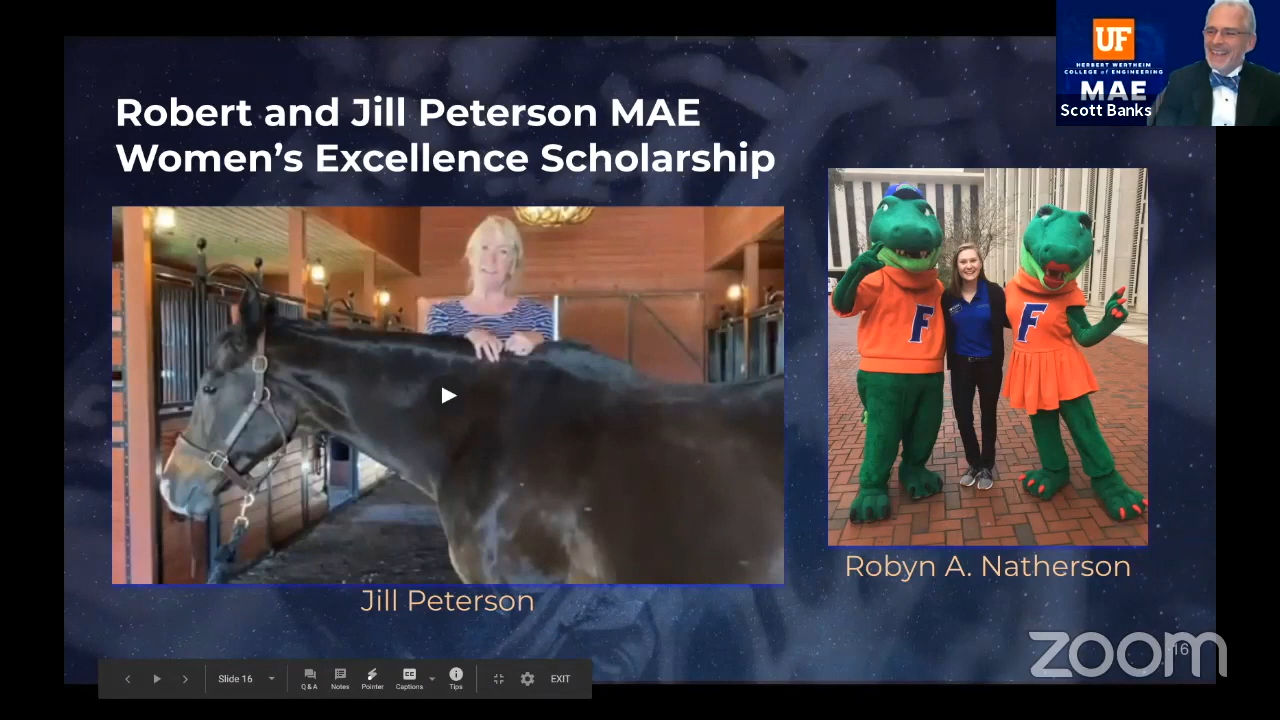 UF
HERBERT WERTHEIM
COLLEGE of ENGINEERING
MAE
Scott Banks
Robert and Jill Peterson MAE
Women's Excellence Scholarship
F
F
Jill Peterson
Robyn A. Natherson
zoom
16
Slide 16
Q&A
Notes
Pointer
CC
Captions
Tips
EXIT